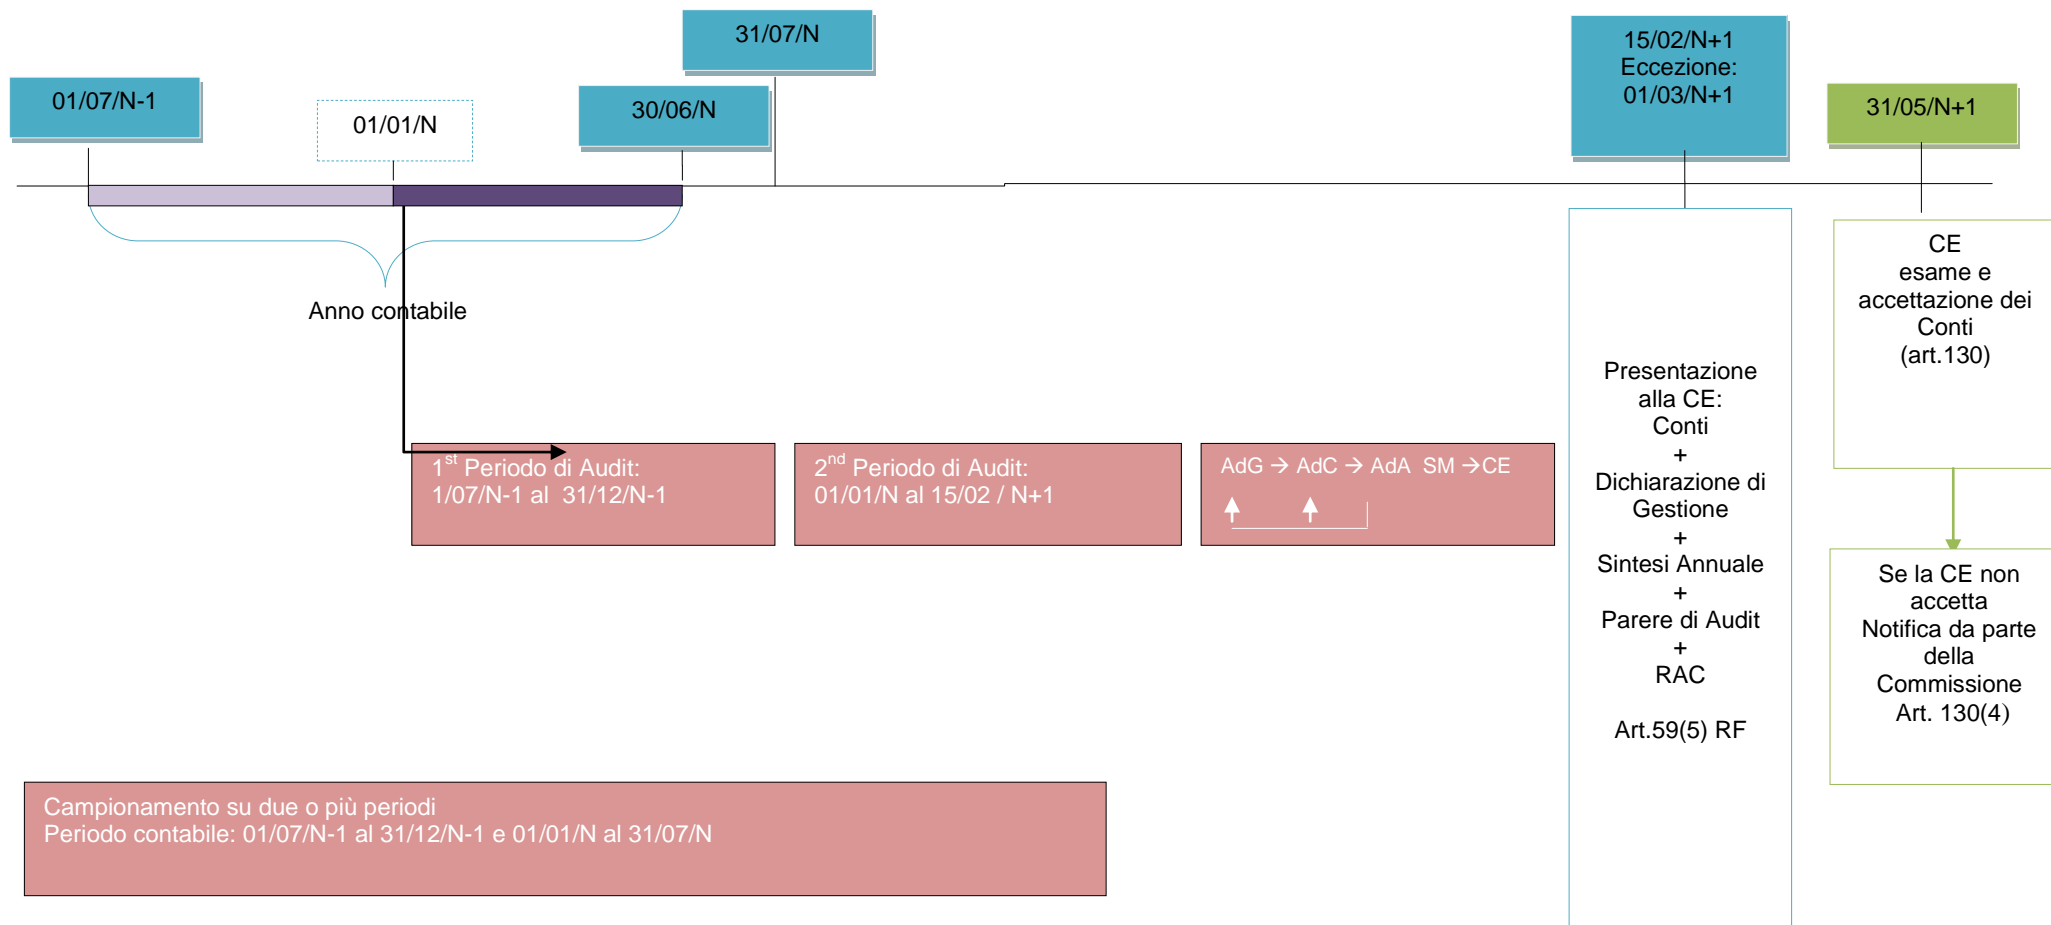 31/07/N
15/02/N+1
Eccezione:
01/03/N+1
01/07/N-1
01/01/N
30/06/N
31/05/N+1
Anno contabile
1st Periodo di Audit:
1/07/N-1 al  31/12/N-1
2nd Periodo di Audit:
01/01/N al 15/02 / N+1
AdG → AdC → AdA  SM →CE
Presentazione
alla CE:
Conti
+
Dichiarazione di
Gestione
+
Sintesi Annuale
+
Parere di Audit
+
RAC
Art.59(5) RF
CE
esame e
accettazione dei
Conti
(art.130)
Se la CE non
accetta
Notifica da parte
della
Commissione
Art. 130(4)
Campionamento su due o più periodi
Periodo contabile: 01/07/N-1 al 31/12/N-1 e 01/01/N al 31/07/N